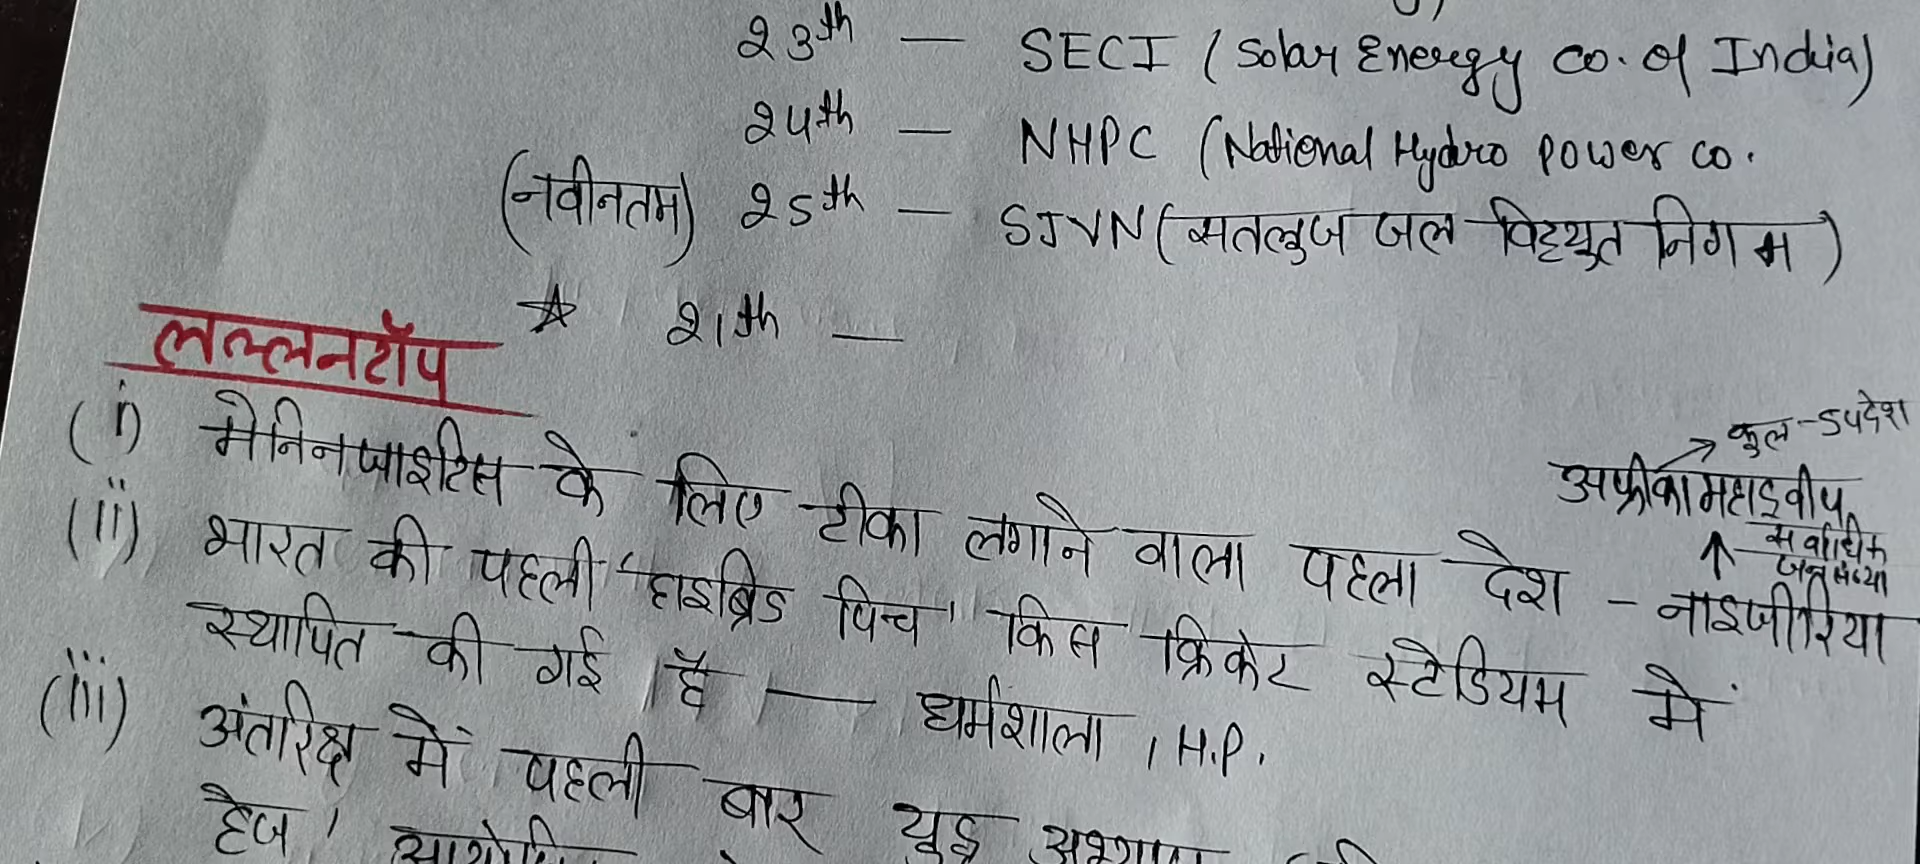 23th — SECI (Solar Energy co. of India)
24th — NHPC (National Hydro Power co.
(नवीनतम) 25th — SJVN (सतलुज जल विद्युत निगम)
☆ 21th —
लल्लनटॉप
(i) मेनिनजाइटिस के लिए टीका लगाने वाला पहला देश – नाइजीरिया
→ कुल - 54देश
अफ्रीका महाद्वीप
↑ सर्वाधिक
जनसंख्या
(ii) भारत की पहली 'हाइब्रिड पिच' किस क्रिकेट स्टेडियम में
स्थापित की गई है — धर्मशाला, H.P.
(iii) अंतरिक्ष में पहली बार युद्ध अभ्यास
हेज'